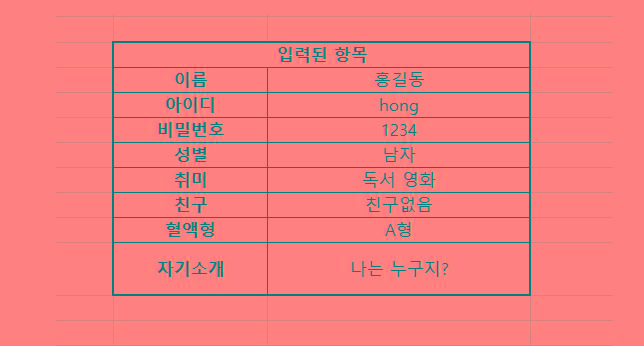 입력된 항목
이름 홍길동
아이디 hong
비밀번호 1234
성별 남자
취미 독서 영화
친구 친구없음
혈액형 A형
자기소개 나는 누구지?